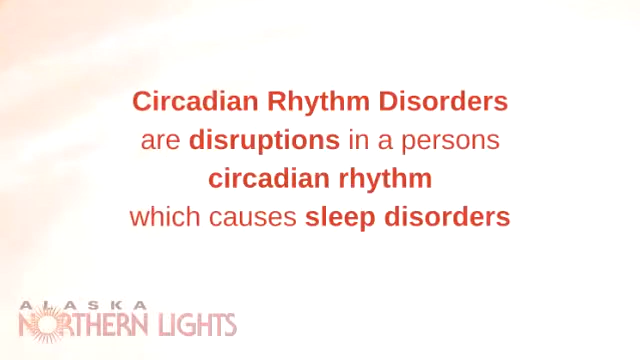 Circadian Rhythm Disorders
are disruptions in a persons
circadian rhythm
which causes sleep disorders
ALASKA
NORTHERN LIGHTS